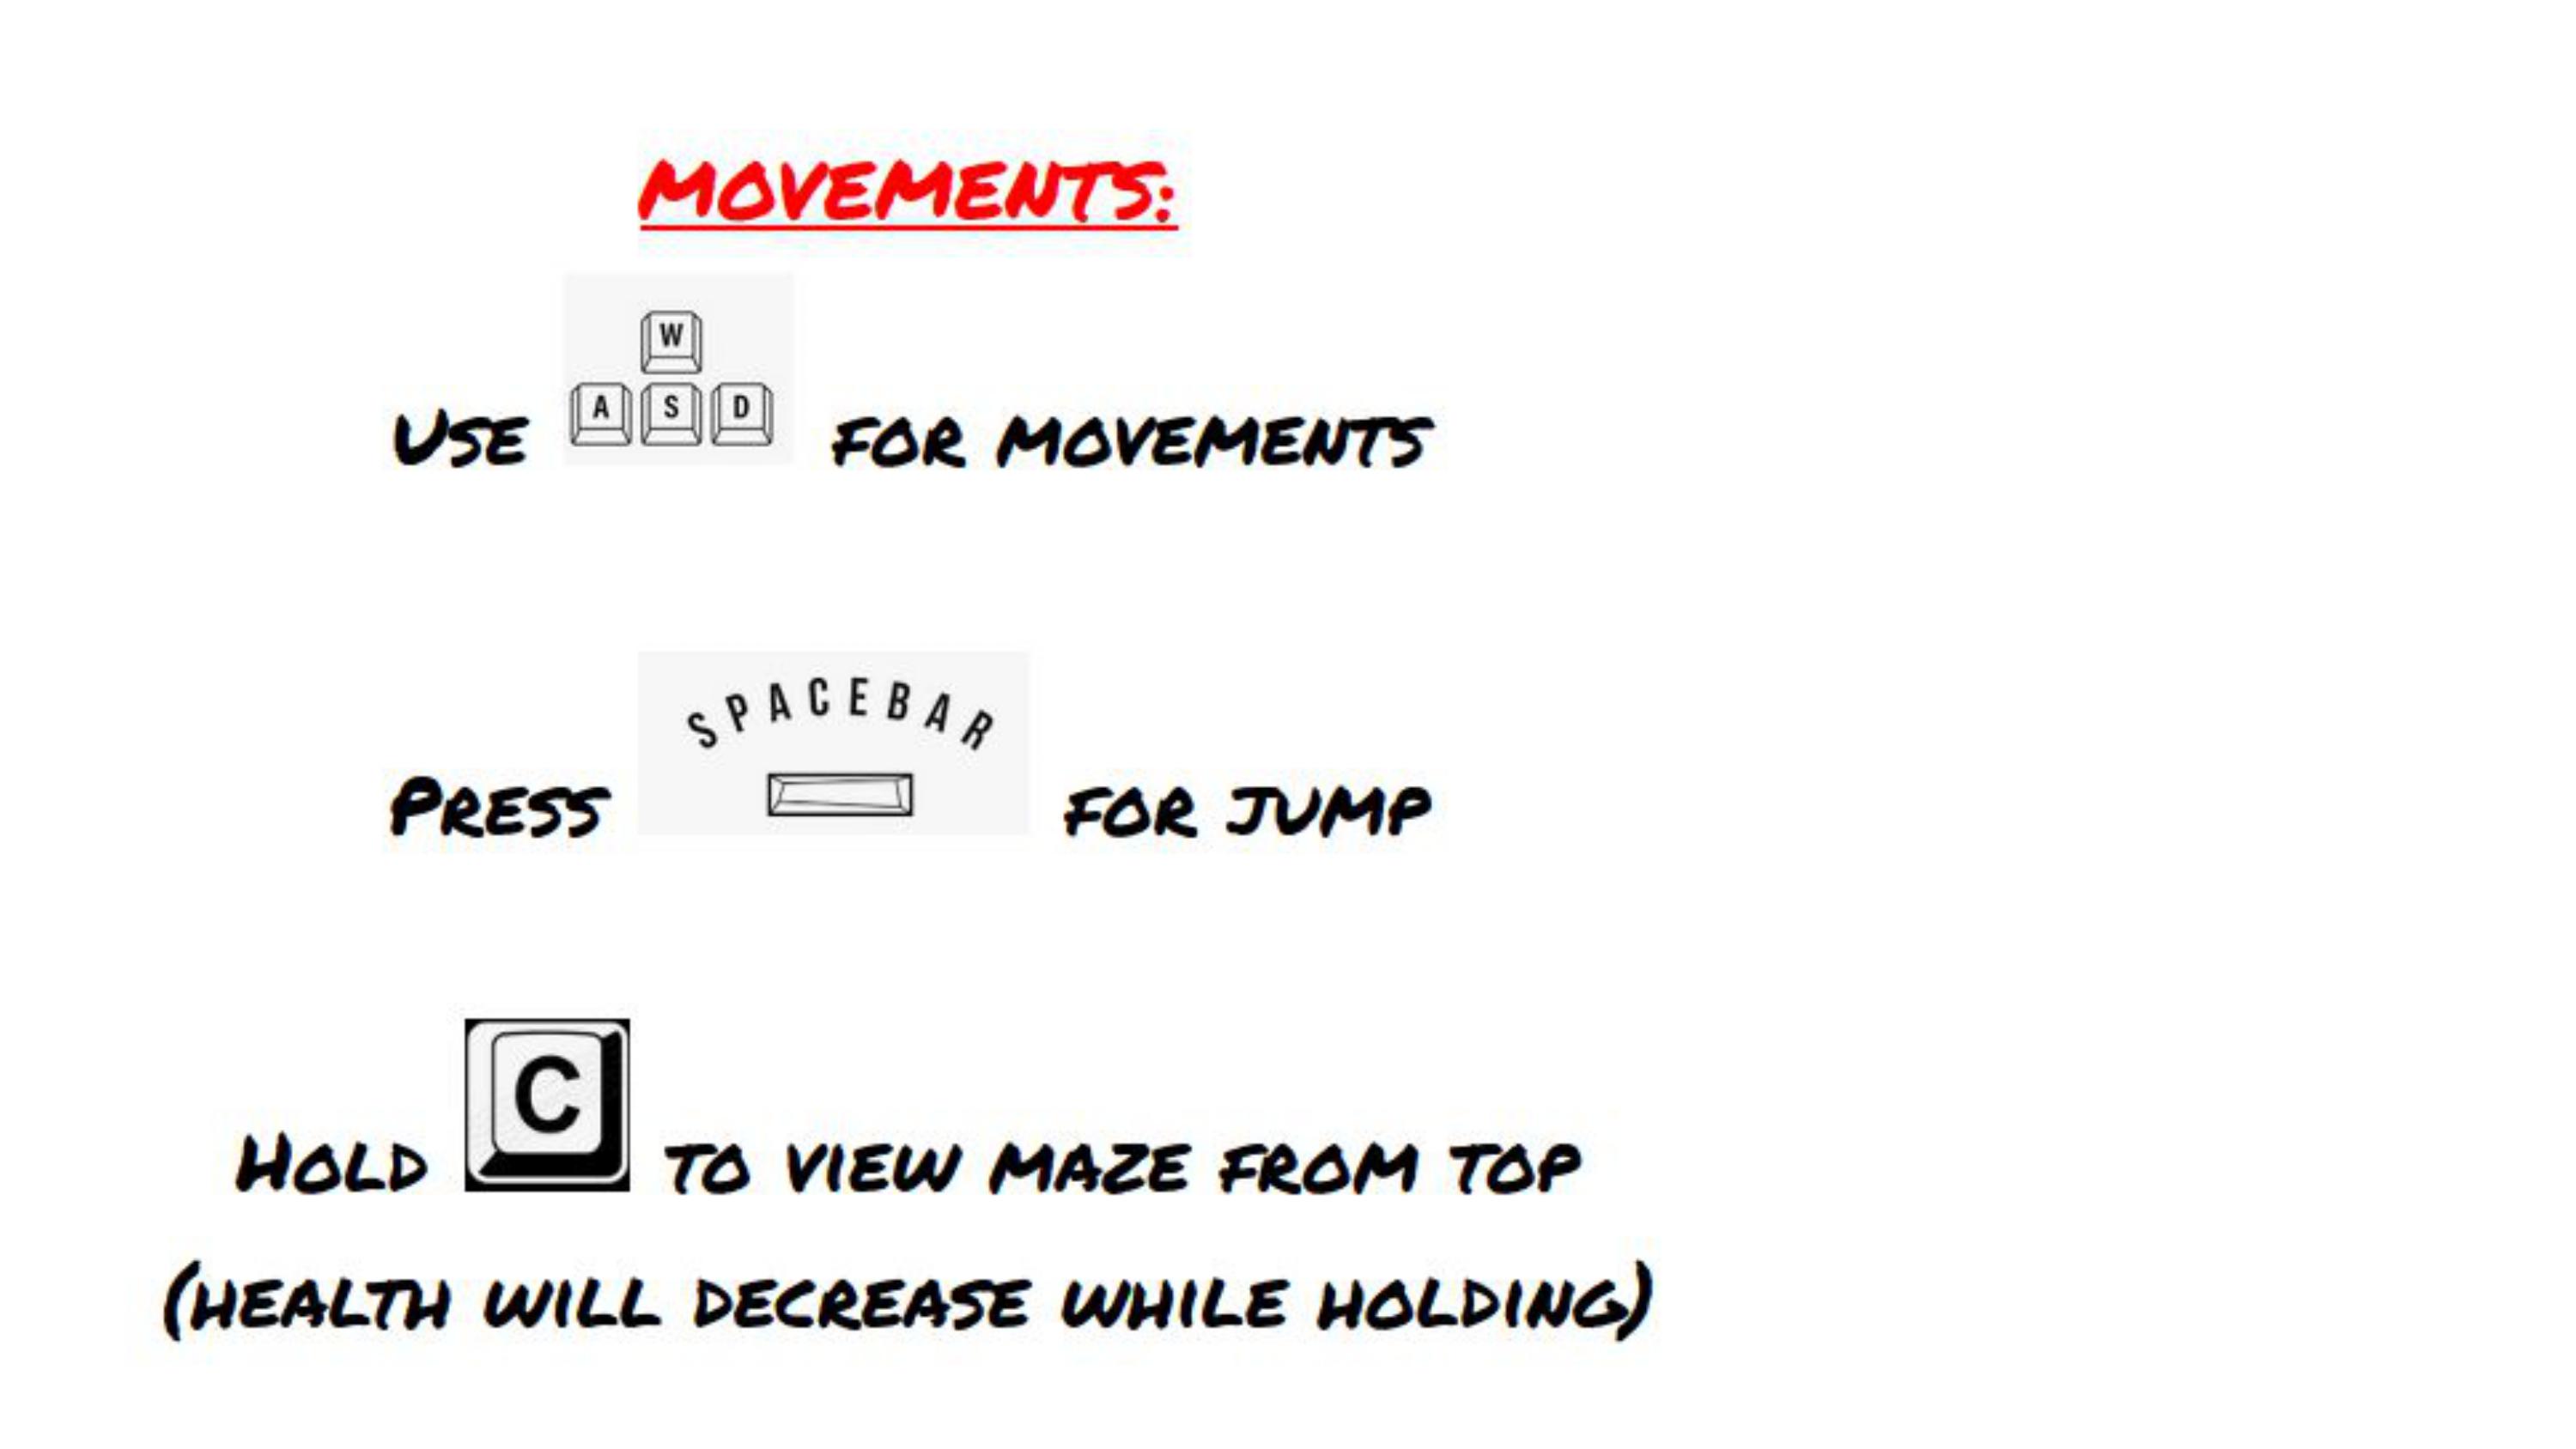 MOVEMENTS:
W
USE A S D FOR MOVEMENTS
SPACEBAR
PRESS FOR JUMP
HOLD C TO VIEW MAZE FROM TOP
(HEALTH WILL DECREASE WHILE HOLDING)